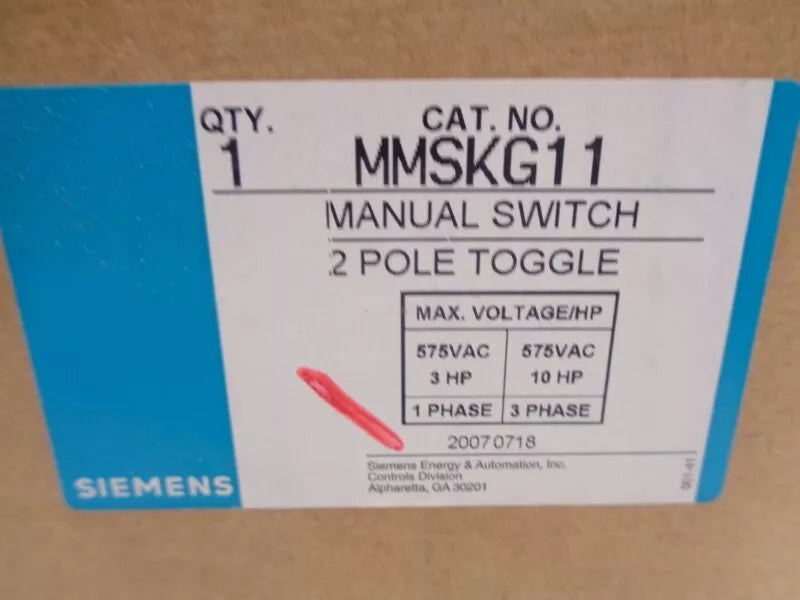 QTY.
1
CAT. NO.
MMSKG11
MANUAL SWITCH
2 POLE TOGGLE
MAX. VOLTAGE/HP
575VAC 575VAC
3 HP 10 HP
1 PHASE 3 PHASE
20070718
Siemens Energy & Automation, Inc.
Controls Division
Alpharetta, GA 30201
SIEMENS